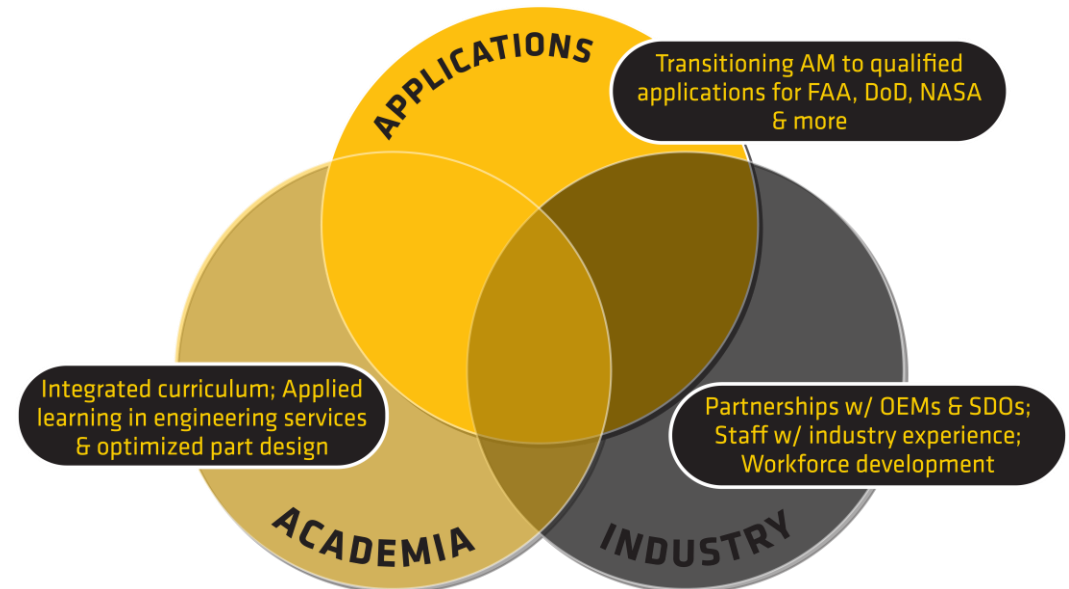 APPLICATIONS
Transitioning AM to qualified
applications for FAA, DoD, NASA
& more
Integrated curriculum; Applied
learning in engineering services
& optimized part design
Partnerships w/ OEMs & SDOs;
Staff w/ industry experience;
Workforce development
ACADEMIA
INDUSTRY